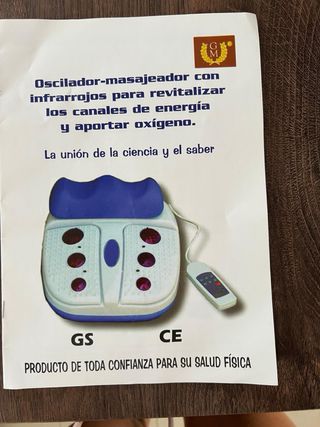 GM
Oscilador-masajeador con
infrarrojos para revitalizar
los canales de energía
y aportar oxígeno.
La unión de la ciencia y el saber
GS CE
PRODUCTO DE TODA CONFIANZA PARA SU SALUD FÍSICA